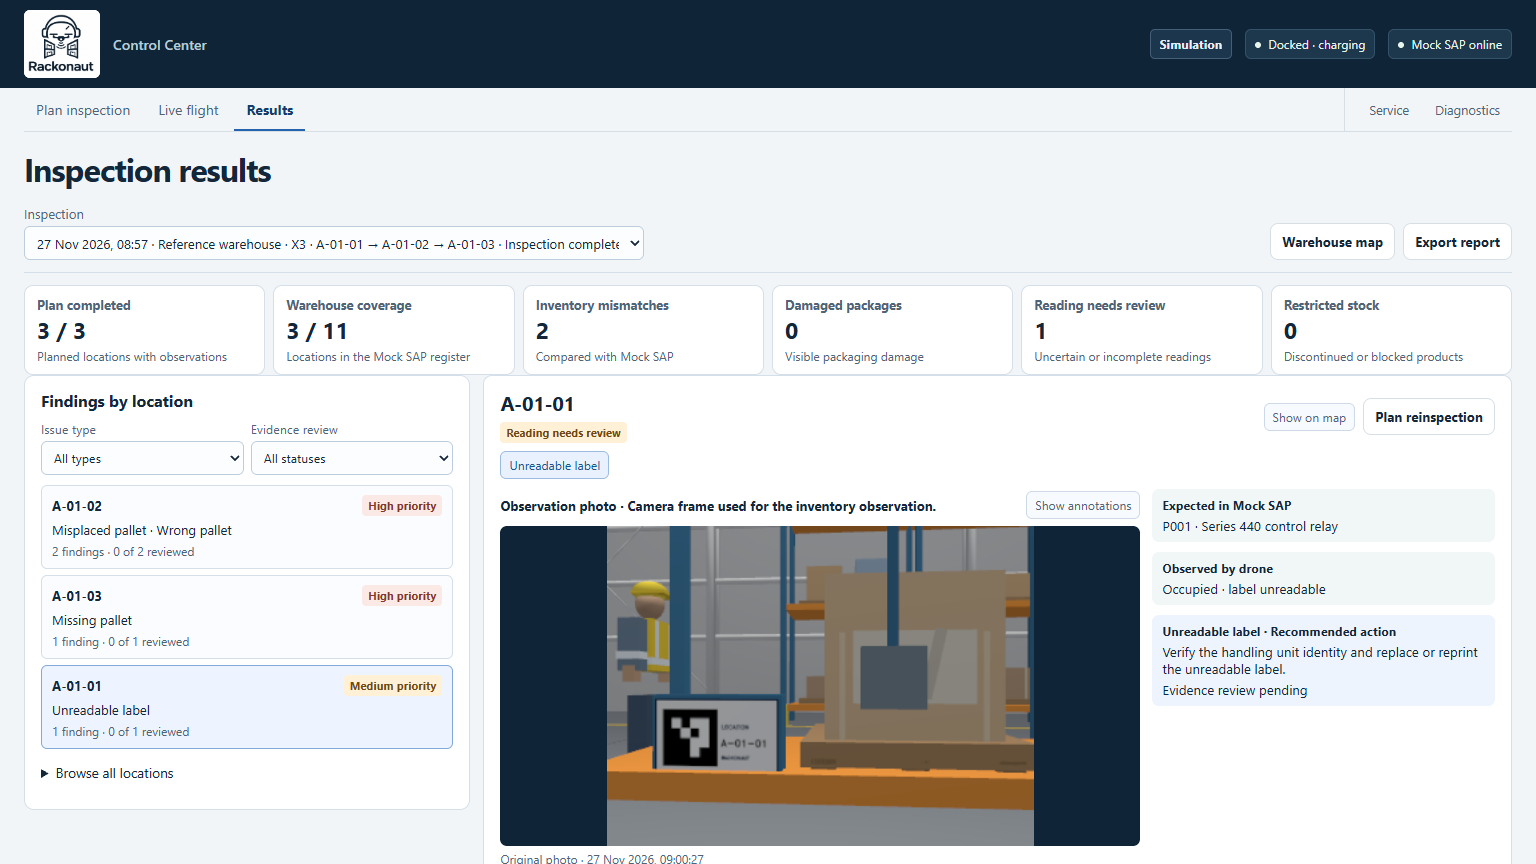 Rackonaut
Control Center
Simulation
Docked · charging
Mock SAP online
Plan inspection
Live flight
Results
Service
Diagnostics
Inspection results
Inspection
27 Nov 2026, 08:57 · Reference warehouse · X3 · A-01-01 → A-01-02 → A-01-03 · Inspection complete
Warehouse map
Export report
Plan completed
3 / 3
Planned locations with observations
Warehouse coverage
3 / 11
Locations in the Mock SAP register
Inventory mismatches
2
Compared with Mock SAP
Damaged packages
0
Visible packaging damage
Reading needs review
1
Uncertain or incomplete readings
Restricted stock
0
Discontinued or blocked products
Findings by location
Issue type
Evidence review
All types
All statuses
A-01-02
High priority
Misplaced pallet · Wrong pallet
2 findings · 0 of 2 reviewed
A-01-03
High priority
Missing pallet
1 finding · 0 of 1 reviewed
A-01-01
Medium priority
Unreadable label
1 finding · 0 of 1 reviewed
Browse all locations
A-01-01
Reading needs review
Unreadable label
Show on map
Plan reinspection
Observation photo · Camera frame used for the inventory observation.
Show annotations
LOCATION
A-01-01
Expected in Mock SAP
P001 · Series 440 control relay
Observed by drone
Occupied · label unreadable
Unreadable label · Recommended action
Verify the handling unit identity and replace or reprint
the unreadable label.
Evidence review pending
Original photo · 27 Nov 2026, 09:00:27